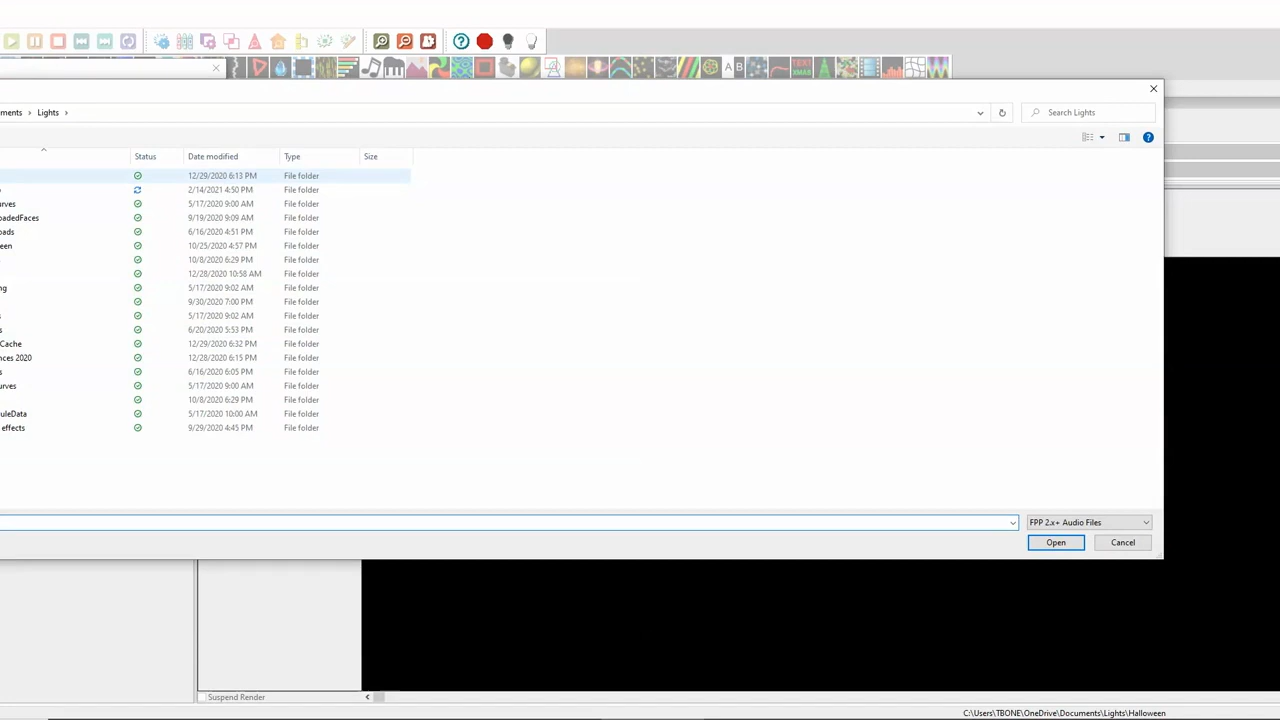 TEXT
XMAS
A B
ments > Lights >
Search Lights
Status Date modified Type Size
12/29/2020 6:13 PM File folder
2/14/2021 4:50 PM File folder
urves 5/17/2020 9:00 AM File folder
oadedFaces 9/19/2020 9:09 AM File folder
oads 6/16/2020 4:51 PM File folder
een 10/25/2020 4:57 PM File folder
10/8/2020 6:29 PM File folder
12/28/2020 10:58 AM File folder
ng 5/17/2020 9:02 AM File folder
9/30/2020 7:00 PM File folder
s 5/17/2020 9:02 AM File folder
s 6/20/2020 5:53 PM File folder
Cache 12/29/2020 6:32 PM File folder
nces 2020 12/28/2020 6:15 PM File folder
s 6/16/2020 6:05 PM File folder
urves 5/17/2020 9:00 AM File folder
10/8/2020 6:29 PM File folder
uleData 5/17/2020 10:00 AM File folder
effects 9/29/2020 4:45 PM File folder
FPP 2.x+ Audio Files
Open Cancel
Suspend Render
C:\Users\TBONE\OneDrive\Documents\Lights\Halloween